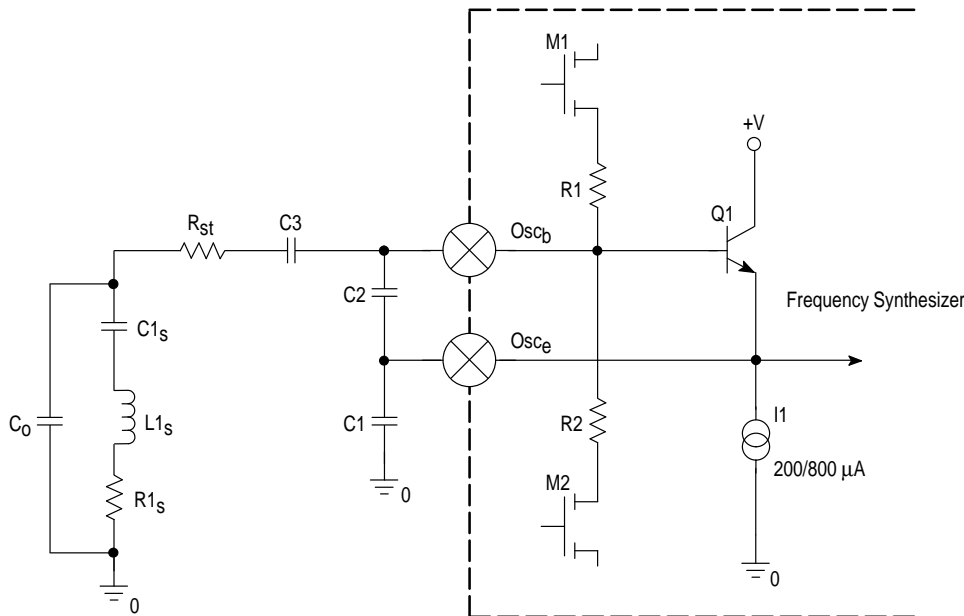 M1
+V
R1
Q1
Rst
C3
Oscb
C2
Frequency Synthesizer
C1s
Osce
Co
L1s
C1
R2
I1
200/800 μA
R1s
M2
0
0
0